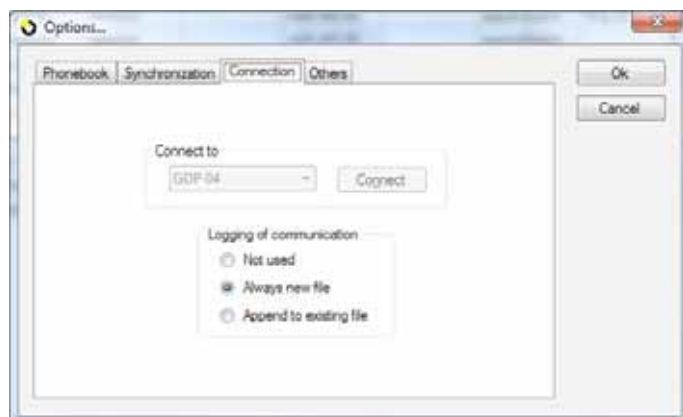 Options...
Phonebook Synchronization Connection Others
Ok
Cancel
Connect to
GDP-04 Connect
Logging of communication
Not used
Always new file
Append to existing file